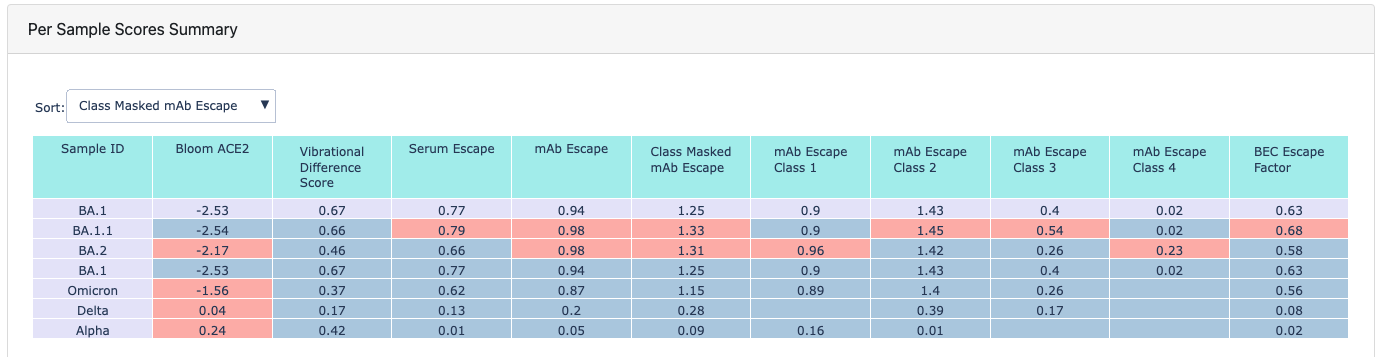 Per Sample Scores Summary
Sort: Class Masked mAb Escape ▼
Sample ID Bloom ACE2 Vibrational Difference Score Serum Escape mAb Escape Class Masked mAb Escape mAb Escape Class 1 mAb Escape Class 2 mAb Escape Class 3 mAb Escape Class 4 BEC Escape Factor
BA.1 -2.53 0.67 0.77 0.94 1.25 0.9 1.43 0.4 0.02 0.63
BA.1.1 -2.54 0.66 0.79 0.98 1.33 0.9 1.45 0.54 0.02 0.68
BA.2 -2.17 0.46 0.66 0.98 1.31 0.96 1.42 0.26 0.23 0.58
BA.1 -2.53 0.67 0.77 0.94 1.25 0.9 1.43 0.4 0.02 0.63
Omicron -1.56 0.37 0.62 0.87 1.15 0.89 1.4 0.26 0.56
Delta 0.04 0.17 0.13 0.2 0.28 0.39 0.17 0.08
Alpha 0.24 0.42 0.01 0.05 0.09 0.16 0.01 0.02